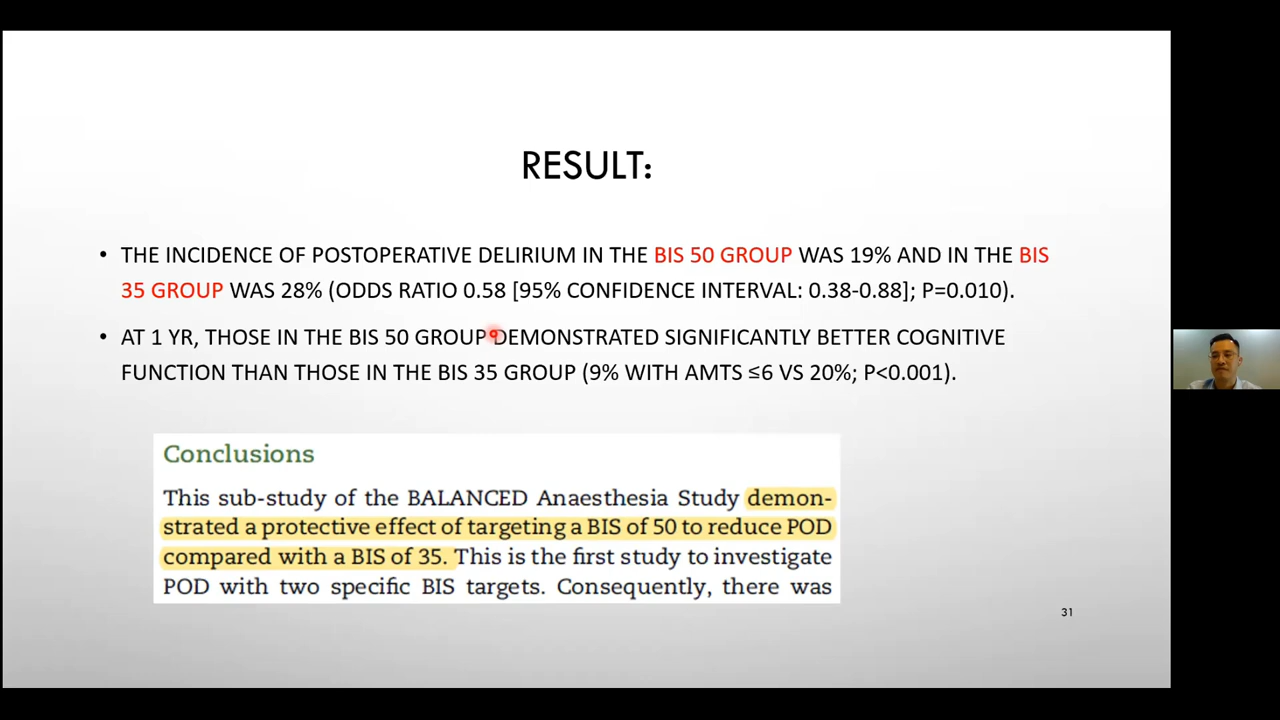 RESULT:
• THE INCIDENCE OF POSTOPERATIVE DELIRIUM IN THE BIS 50 GROUP WAS 19% AND IN THE BIS
35 GROUP WAS 28% (ODDS RATIO 0.58 [95% CONFIDENCE INTERVAL: 0.38-0.88]; P=0.010).
• AT 1 YR, THOSE IN THE BIS 50 GROUP DEMONSTRATED SIGNIFICANTLY BETTER COGNITIVE
FUNCTION THAN THOSE IN THE BIS 35 GROUP (9% WITH AMTS ≤6 VS 20%; P<0.001).
Conclusions
This sub-study of the BALANCED Anaesthesia Study demon-
strated a protective effect of targeting a BIS of 50 to reduce POD
compared with a BIS of 35. This is the first study to investigate
POD with two specific BIS targets. Consequently, there was
31